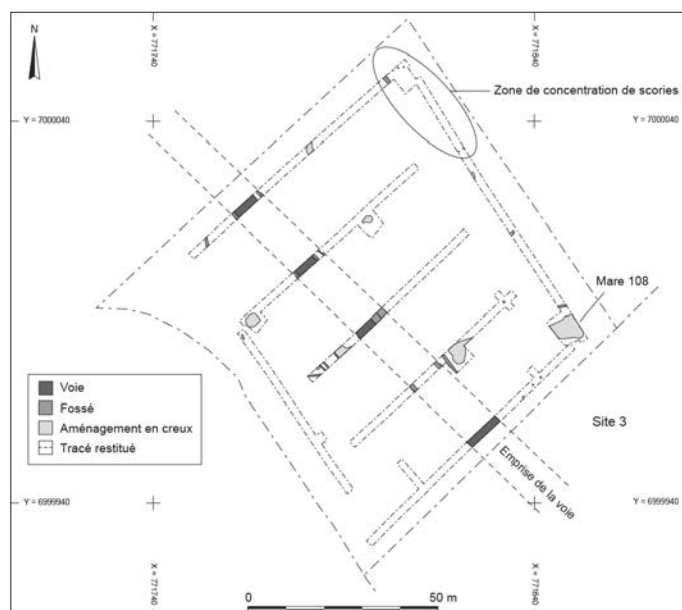 N
X = 771740
X = 771840
Zone de concentration de scories
Y = 7000040
Y = 7000040
Mare 108
Voie
Fossé
Aménagement en creux
Tracé restitué
Site 3
Emprise de la voie
Y = 6999940
Y = 6999940
X = 771740
X = 771840
0
50 m